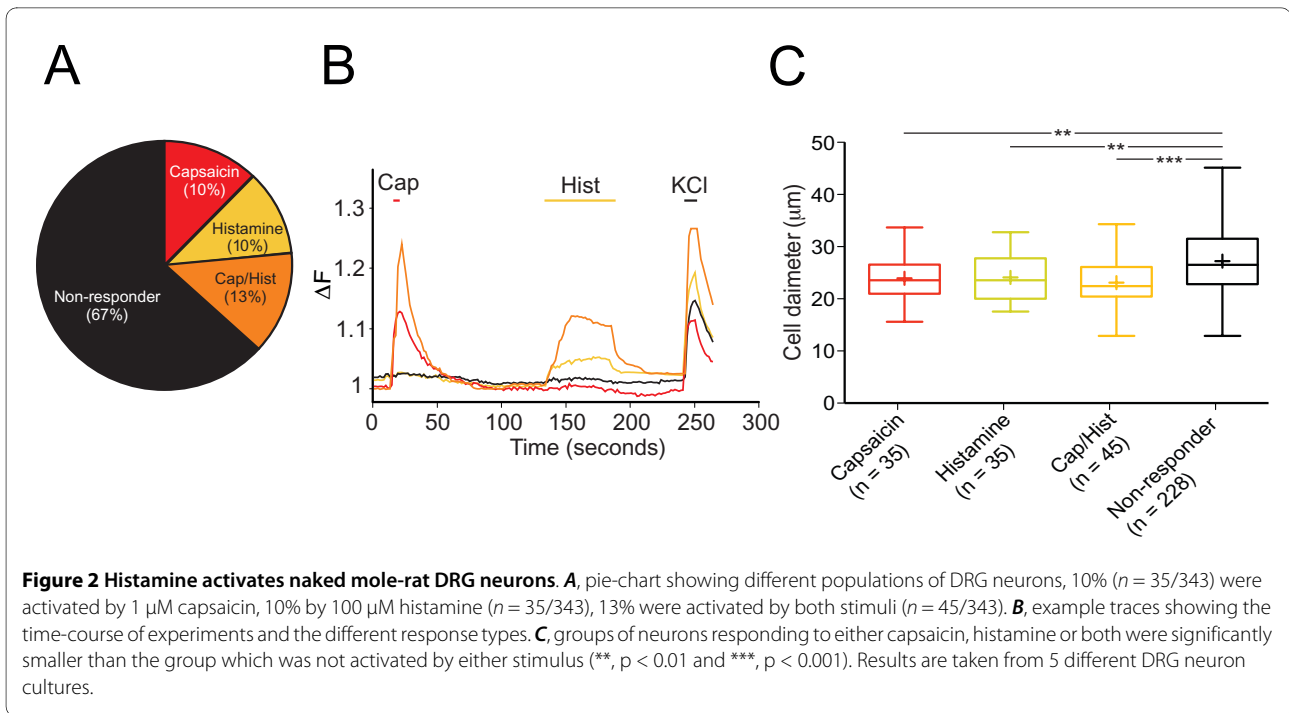 A
Capsaicin
(10%)
Histamine
(10%)
Cap/Hist
(13%)
Non-responder
(67%)
B
Cap
Hist
KCl
1.3
1.2
1.1
1
ΔF
0
50
100
150
200
250
300
Time (seconds)
C
**
**
***
50
40
30
20
10
0
Cell daimeter (μm)
Capsaicin
(n = 35)
Histamine
(n = 35)
Cap/Hist
(n = 45)
Non-responder
(n = 228)
Figure 2 Histamine activates naked mole-rat DRG neurons. A, pie-chart showing different populations of DRG neurons, 10% (n = 35/343) were
activated by 1 μM capsaicin, 10% by 100 μM histamine (n = 35/343), 13% were activated by both stimuli (n = 45/343). B, example traces showing the
time-course of experiments and the different response types. C, groups of neurons responding to either capsaicin, histamine or both were significantly
smaller than the group which was not activated by either stimulus (**, p < 0.01 and ***, p < 0.001). Results are taken from 5 different DRG neuron
cultures.